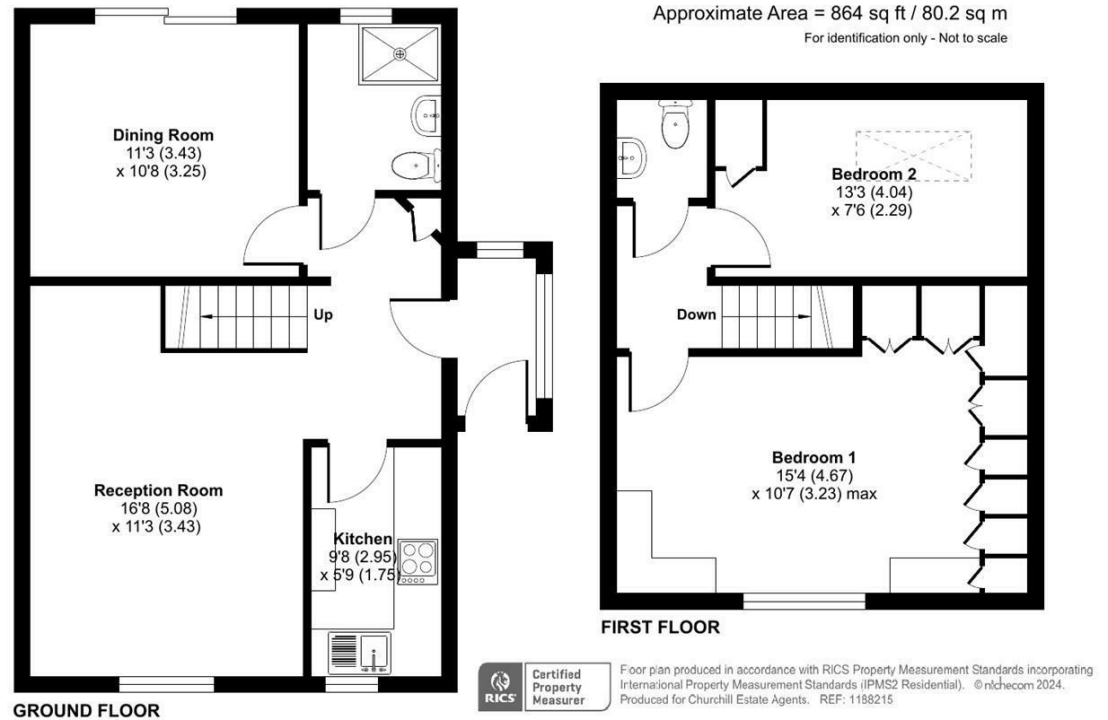 Approximate Area = 864 sq ft / 80.2 sq m
For identification only - Not to scale
Dining Room
11'3 (3.43)
x 10'8 (3.25)
Up
Reception Room
16'8 (5.08)
x 11'3 (3.43)
Kitchen
9'8 (2.95)
x 5'9 (1.75)
GROUND FLOOR
Bedroom 2
13'3 (4.04)
x 7'6 (2.29)
Down
Bedroom 1
15'4 (4.67)
x 10'7 (3.23) max
FIRST FLOOR
RICS
Certified
Property
Measurer
Floor plan produced in accordance with RICS Property Measurement Standards incorporating
International Property Measurement Standards (IPMS2 Residential). © nichecom 2024.
Produced for Churchill Estate Agents. REF: 1188215